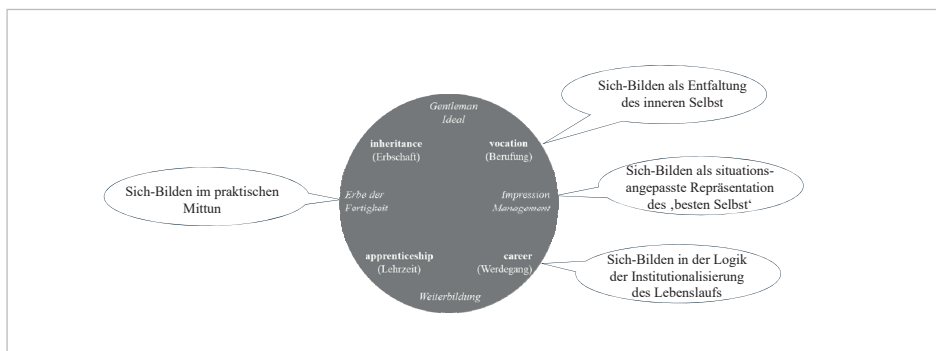 Sich-Bilden als Entfaltung
des inneren Selbst
Gentleman
Ideal
inheritance
(Erbschaft)
vocation
(Berufung)
Sich-Bilden im praktischen
Mittun
Erbe der
Fertigkeit
Impression
Management
Sich-Bilden als situations-
angepasste Repräsentation
des ‚besten Selbst‘
apprenticeship
(Lehrzeit)
career
(Werdegang)
Sich-Bilden in der Logik
der Institutionalisierung
des Lebenslaufs
Weiterbildung